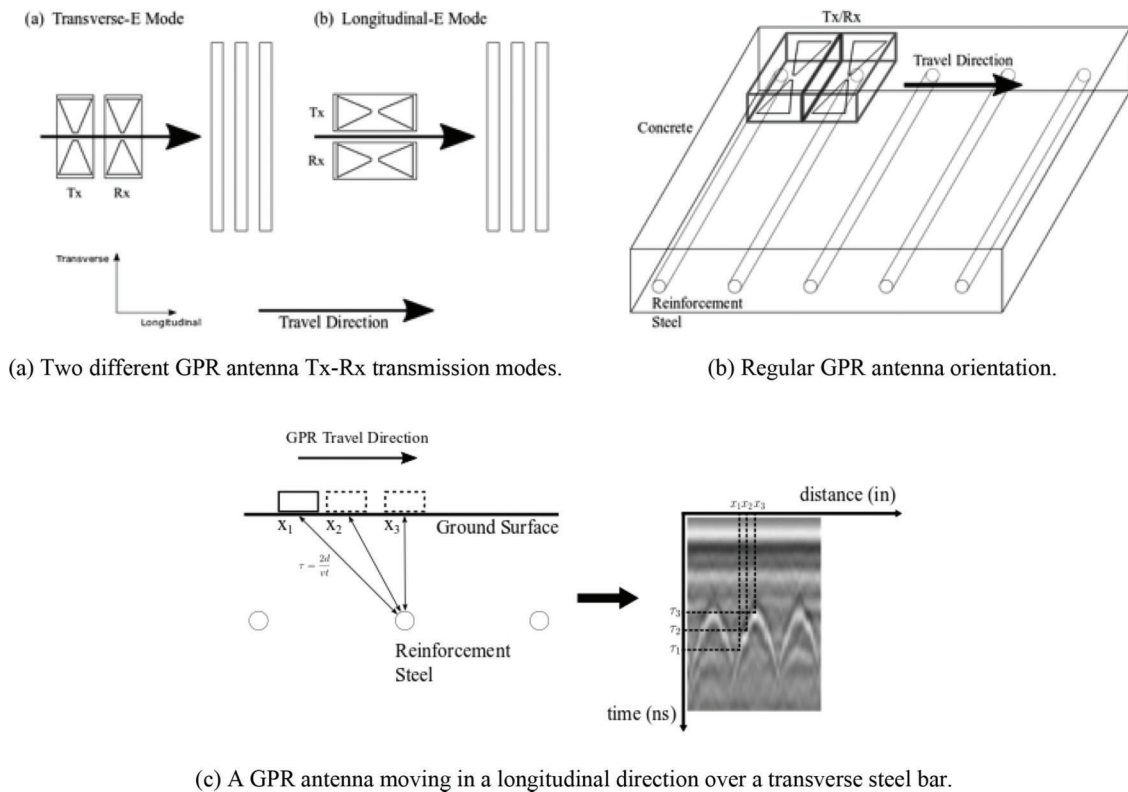 (a) Transverse-E Mode
(b) Longitudinal-E Mode
Tx
Rx
Tx
Rx
Transverse
Longitudinal
Travel Direction
Tx/Rx
Travel Direction
Concrete
Reinforcement
Steel
(a) Two different GPR antenna Tx-Rx transmission modes.
(b) Regular GPR antenna orientation.
GPR Travel Direction
X₁ X₂ X₃
Ground Surface
τ = 2d/vt
Reinforcement
Steel
x₁ x₂ x₃
distance (in)
τ₃
τ₂
τ₁
time (ns)
(c) A GPR antenna moving in a longitudinal direction over a transverse steel bar.